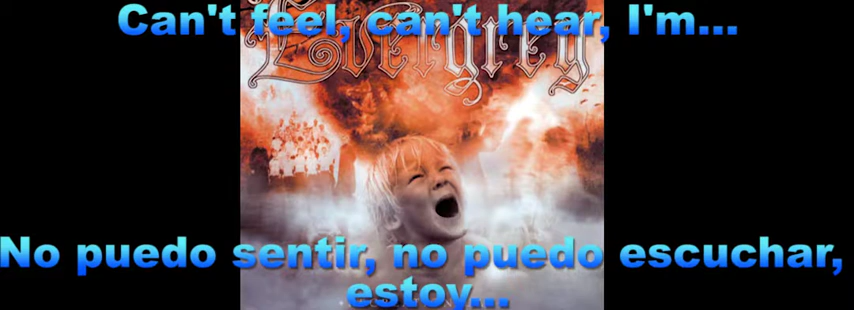 Can't feel, can't hear, I'm...
Evergrey
No puedo sentir, no puedo escuchar,
estoy...